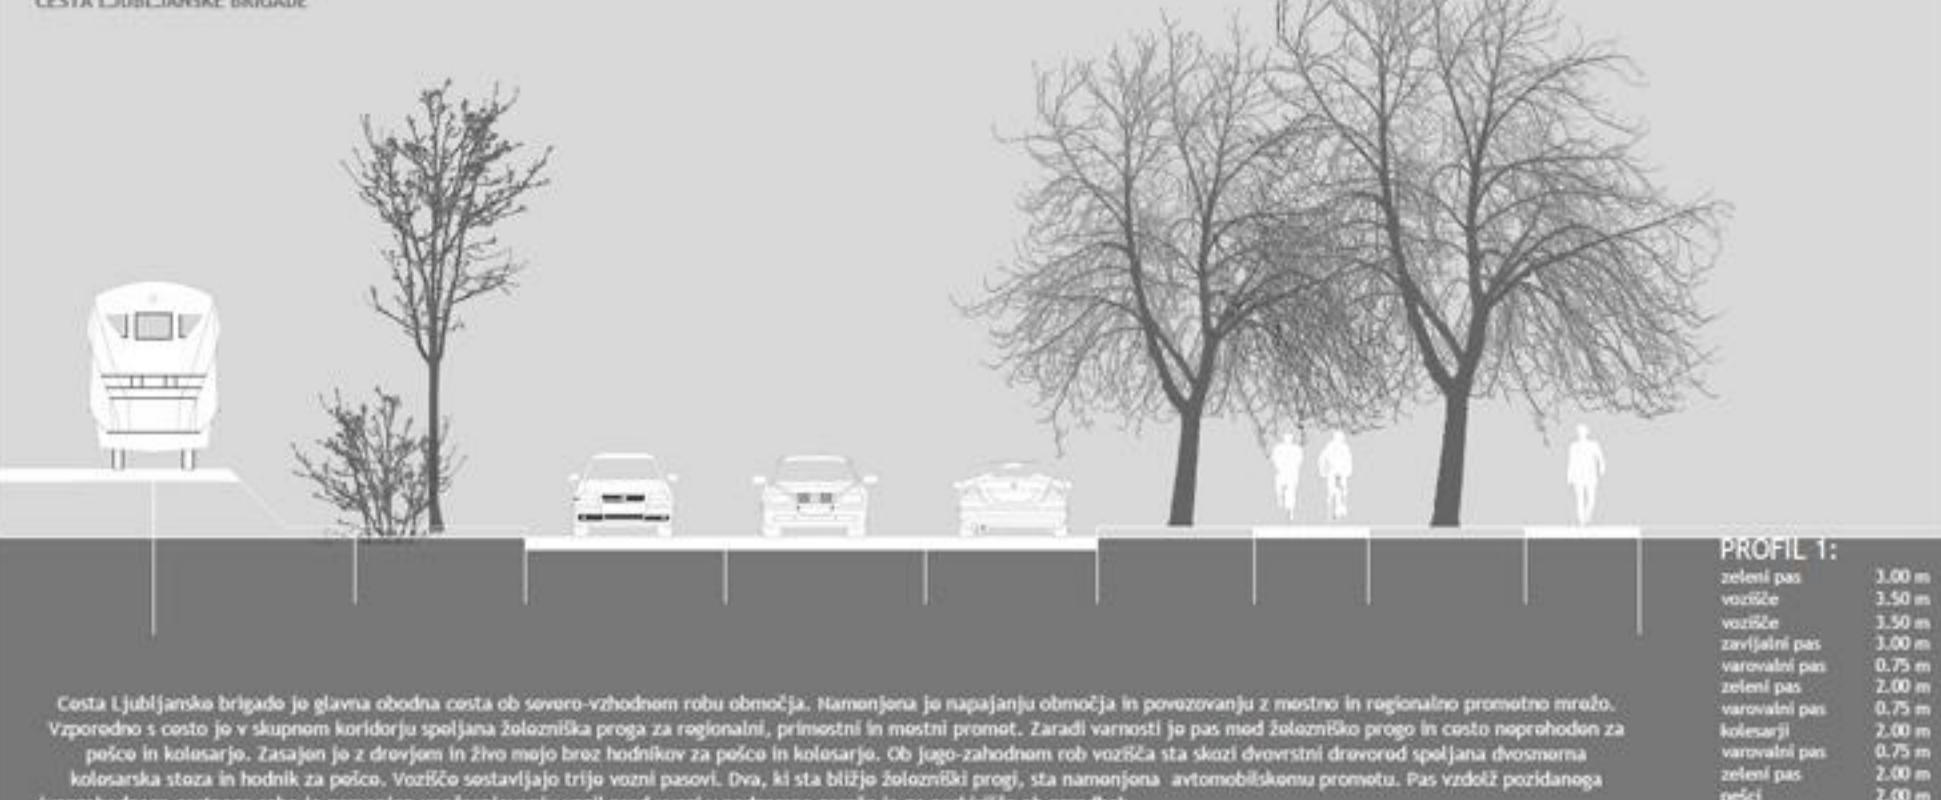 CESTA LJUBLJANSKE BRIGADE
PROFIL 1:
zeleni pas 3.00 m
vozišče 3.50 m
vozišče 3.50 m
zavijalni pas 3.00 m
varovalni pas 0.75 m
zeleni pas 2.00 m
varovalni pas 0.75 m
kolesarji 2.00 m
varovalni pas 0.75 m
zeleni pas 2.00 m
pešci 2.00 m
Cesta Ljubljanske brigade je glavna obodna cesta ob severo-vzhodnem robu območja. Namenjena je napajanju območja in povezovanju z mestno in regionalno prometno mrežo.
Vzporedno s cesto je v skupnem koridorju speljana železniška proga za regionalni, primestni in mestni promet. Zaradi varnosti je pas med železniško progo in cesto neprehoden za
pešce in kolesarje. Zasajen je z drevjem in živo mejo brez hodnikov za pešce in kolesarje. Ob jugo-zahodnem rob vozišča sta skozi dvovrstni drevored speljana dvosmerna
kolesarska steza in hodnik za pešce. Vozišče sestavljajo trije vozni pasovi. Dva, ki sta bližje železniški progi, sta namenjena avtomobilskemu prometu. Pas vzdolž pozidanega